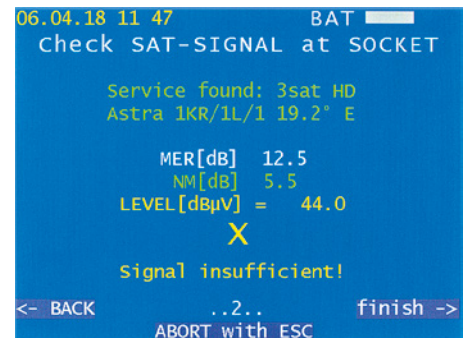 06.04.18 11 47 BAT
Check SAT-SIGNAL at SOCKET
Service found: 3sat HD
Astra 1KR/1L/1 19.2° E
MER[dB] 12.5
NM[dB] 5.5
LEVEL[dBµV] = 44.0
X
Signal insufficient!
<- BACK ..2.. finish ->
ABORT with ESC